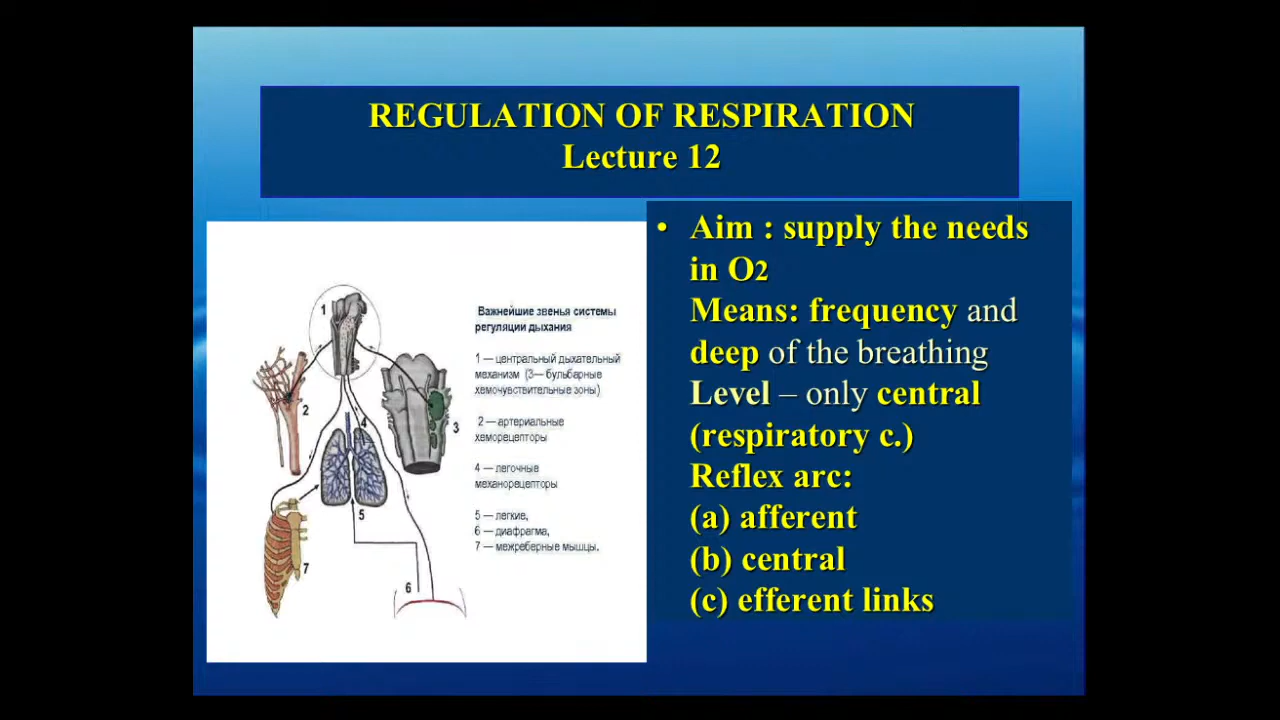 REGULATION OF RESPIRATION
Lecture 12
1
2
3
4
5
6
7
Важнейшие звенья системы
регуляции дыхания
1 — центральный дыхательный
механизм (3— бульбарные
хемочувствительные зоны)
2 —артериальные
хеморецепторы
4 — легочные
механорецепторы
5 — легкие,
6 — диафрагма,
7 — межреберные мышцы.
• Aim : supply the needs
in O2
Means: frequency and
deep of the breathing
Level – only central
(respiratory c.)
Reflex arc:
(a) afferent
(b) central
(c) efferent links